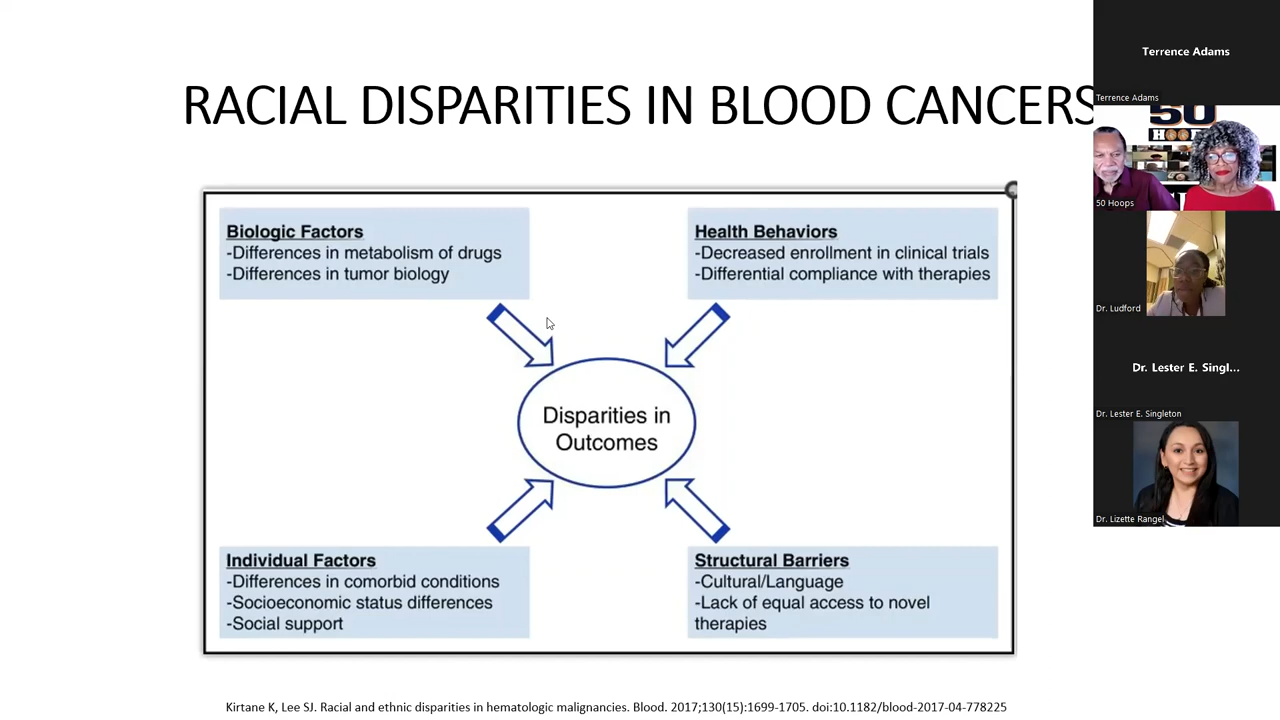 RACIAL DISPARITIES IN BLOOD CANCERS
Biologic Factors
-Differences in metabolism of drugs
-Differences in tumor biology
Health Behaviors
-Decreased enrollment in clinical trials
-Differential compliance with therapies
Disparities in
Outcomes
Individual Factors
-Differences in comorbid conditions
-Socioeconomic status differences
-Social support
Structural Barriers
-Cultural/Language
-Lack of equal access to novel
therapies
Kirtane K, Lee SJ. Racial and ethnic disparities in hematologic malignancies. Blood. 2017;130(15):1699-1705. doi:10.1182/blood-2017-04-778225
Terrence Adams
Terrence Adams
50
50 Hoops
Dr. Ludford
Dr. Lester E. Singl...
Dr. Lester E. Singleton
Dr. Lizette Rangel